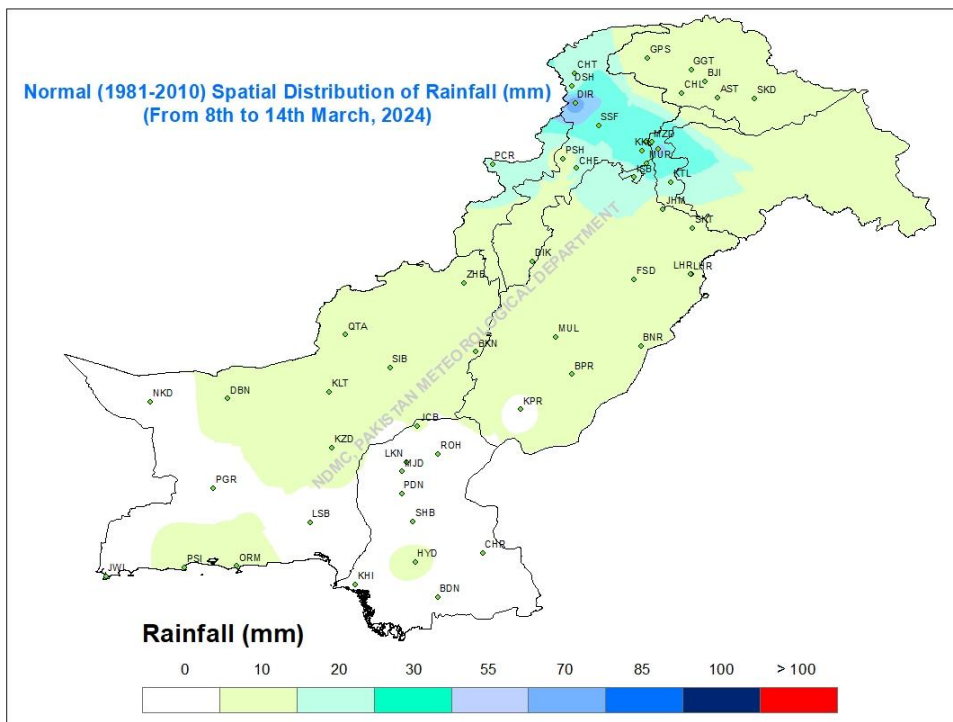 Normal (1981-2010) Spatial Distribution of Rainfall (mm)
(From 8th to 14th March, 2024)
GPS
GGT
CHT
BJI
DSH
CHL
AST
SKD
DIR
SSF
MZD
KKL
MUR
PSH
PCR
CHE
ISB
KTL
JHM
SKT
DIK
LHR
LHR
FSD
ZHB
QTA
MUL
BNR
BKN
SIB
BPR
KLT
NKD
DBN
KPR
JCB
KZD
ROH
LKN
MJD
PGR
PDN
LSB
SHB
CHR
HYD
PSI
ORM
JWI
KHI
BDN
NDMC, PAKISTAN METEOROLOGICAL DEPARTMENT
Rainfall (mm)
0 10 20 30 55 70 85 100 > 100